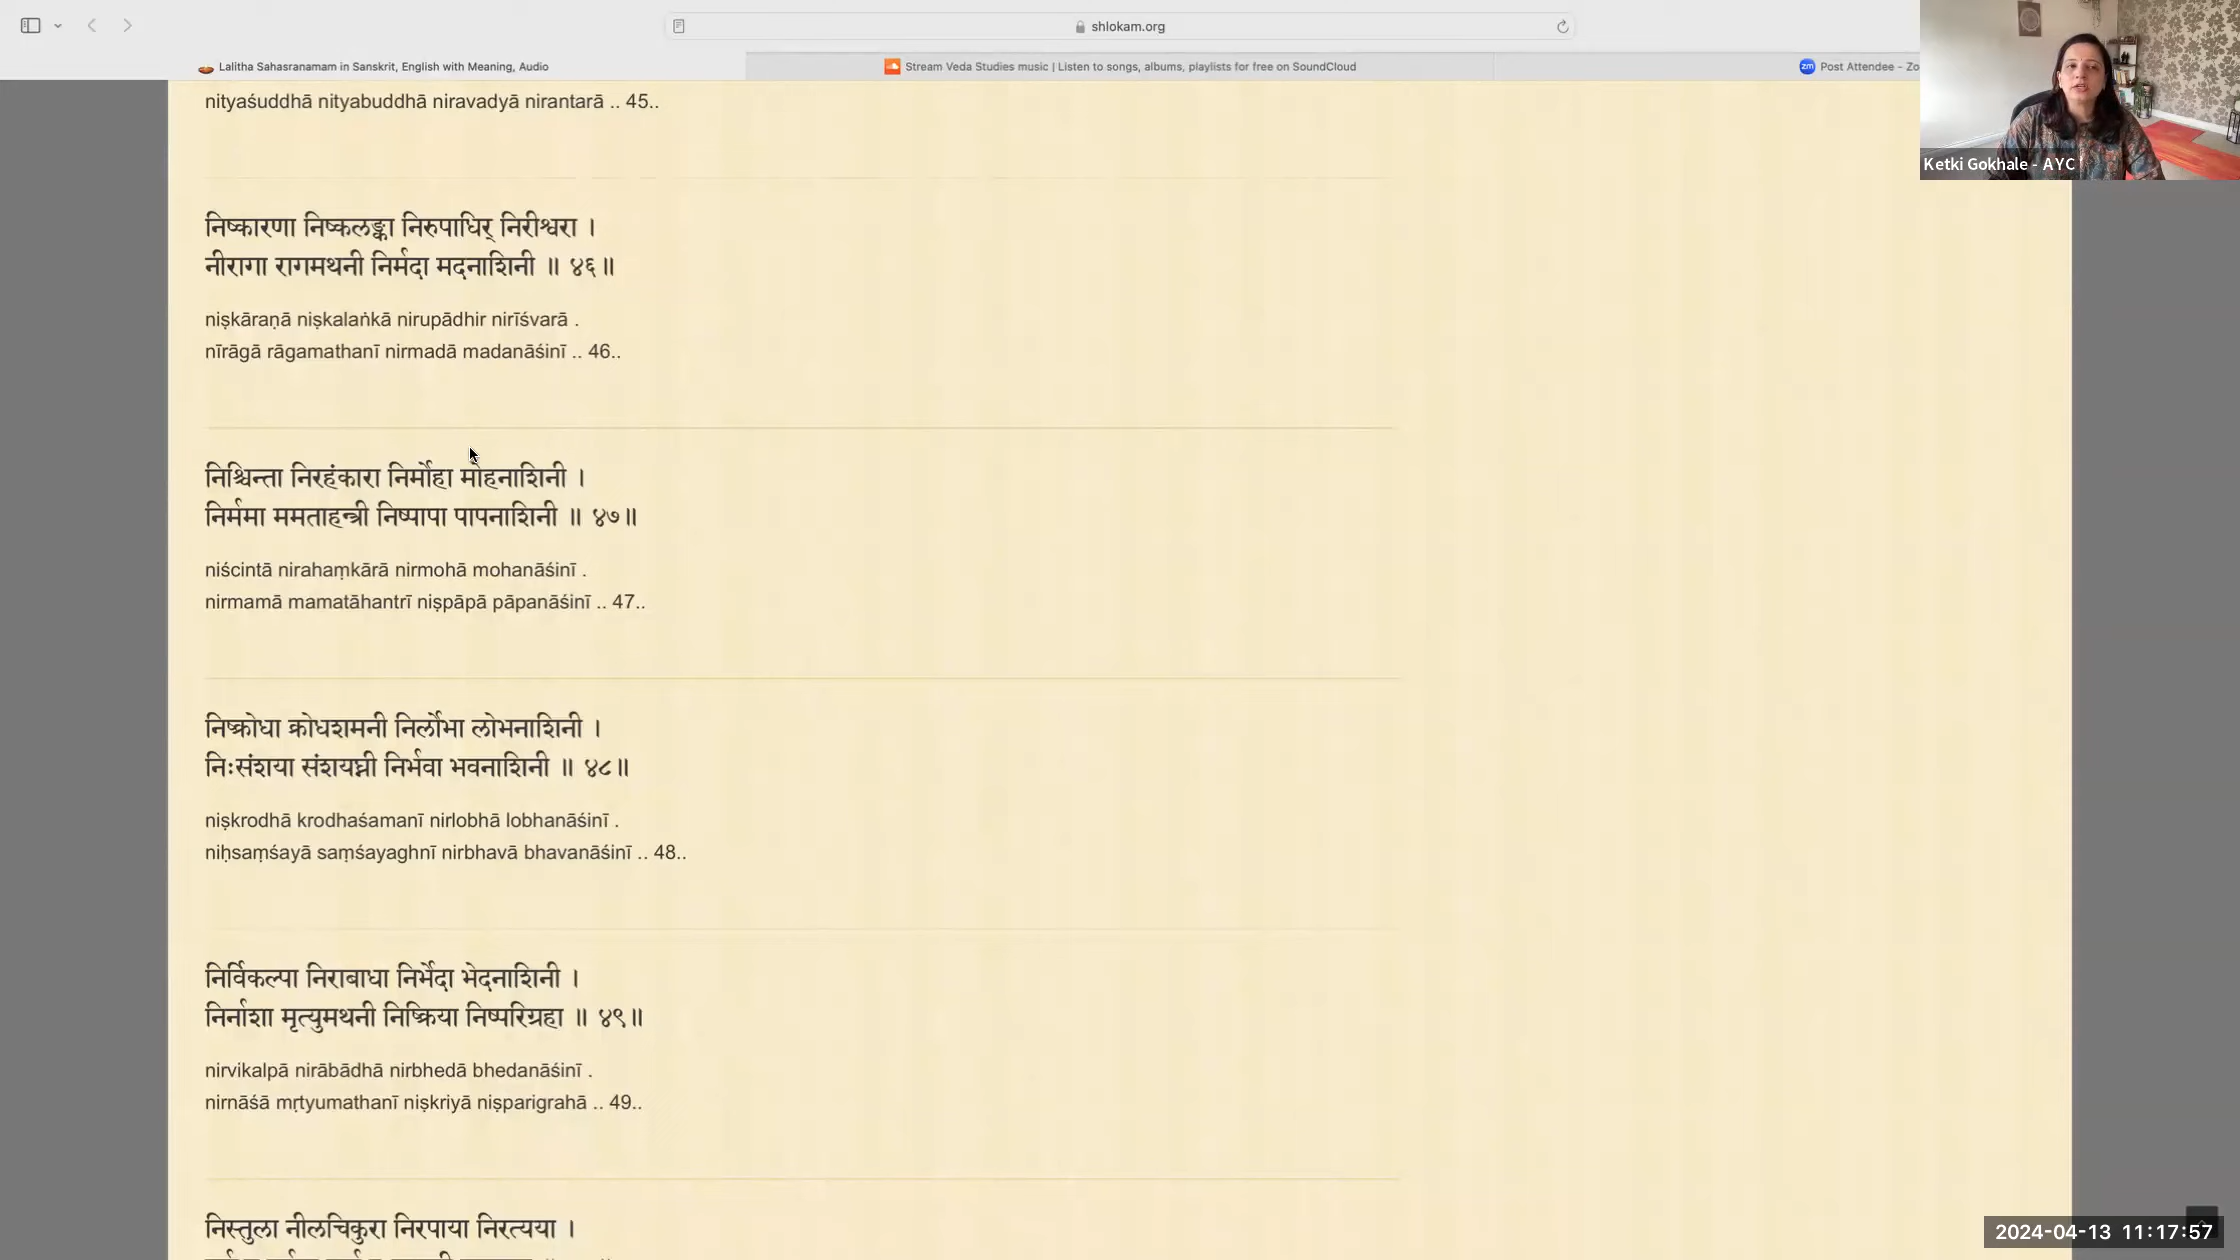 shlokam.org
Lalitha Sahasranamam in Sanskrit, English with Meaning, Audio
Stream Veda Studies music | Listen to songs, albums, playlists for free on SoundCloud
zm Post Attendee - Zo
Ketki Gokhale - AYC
nityaśuddhā nityabuddhā niravadyā nirantarā .. 45..
निष्कारणा निष्कलङ्का निरुपाधिर् निरीश्वरा ।
नीरागा रागमथनी निर्मदा मदनाशिनी ॥ ४६॥
niṣkāraṇā niṣkalaṅkā nirupādhir nirīśvarā .
nīrāgā rāgamathanī nirmadā madanāśinī .. 46..
निश्चिन्ता निरहंकारा निर्मोहा मोहनाशिनी ।
निर्ममा ममताहन्त्री निष्पापा पापनाशिनी ॥ ४७॥
niścintā nirahaṃkārā nirmohā mohanāśinī .
nirmamā mamatāhantrī niṣpāpā pāpanāśinī .. 47..
निष्क्रोधा क्रोधशमनी निर्लोभा लोभनाशिनी ।
निःसंशया संशयघ्नी निर्भवा भवनाशिनी ॥ ४८॥
niṣkrodhā krodhaśamanī nirlobhā lobhanāśinī .
niḥsaṃśayā saṃśayaghnī nirbhavā bhavanāśinī .. 48..
निर्विकल्पा निराबाधा निर्भेदा भेदनाशिनी ।
निर्नाशा मृत्युमथनी निष्क्रिया निष्परिग्रहा ॥ ४९॥
nirvikalpā nirābādhā nirbhedā bhedanāśinī .
nirnāśā mṛtyumathanī niṣkriyā niṣparigrahā .. 49..
निस्तुला नीलचिकुरा निरपाया निरत्यया ।
2024-04-13 11:17:57